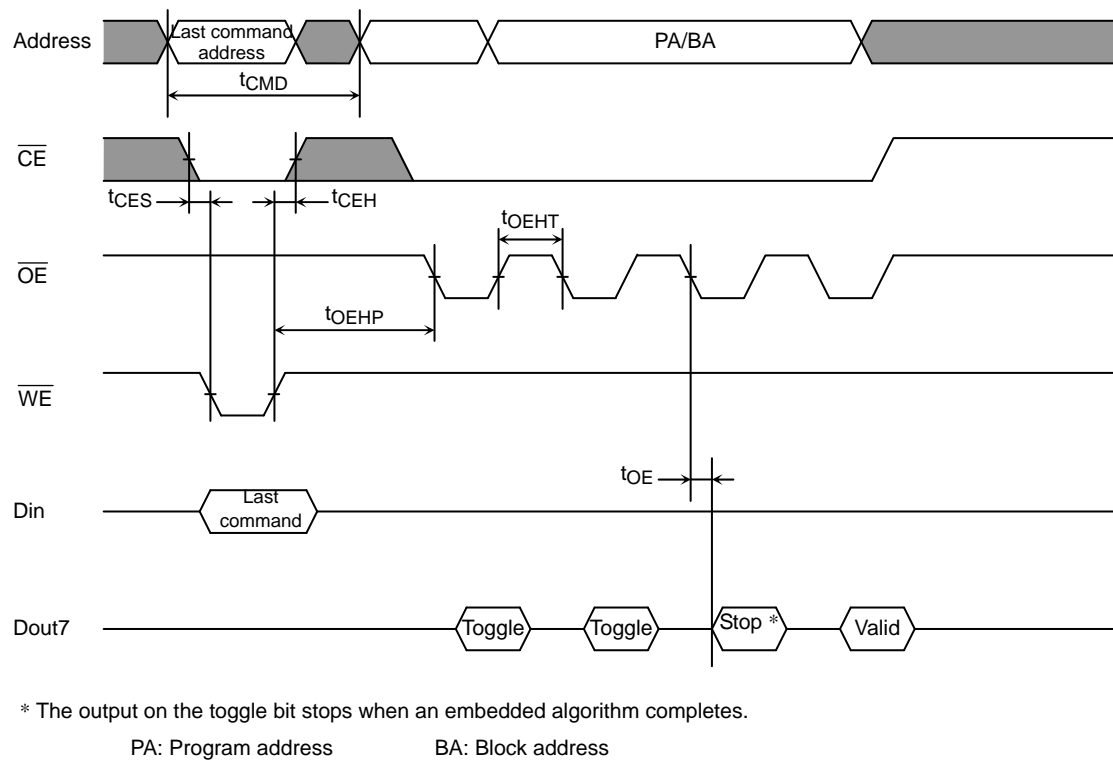 Address
Last command
address
PA/BA
tCMD
CE
tCES
tCEH
tOEHT
OE
tOEHP
WE
tOE
Din
Last
command
Dout7
Toggle
Toggle
Stop *
Valid
* The output on the toggle bit stops when an embedded algorithm completes.
PA: Program address BA: Block address